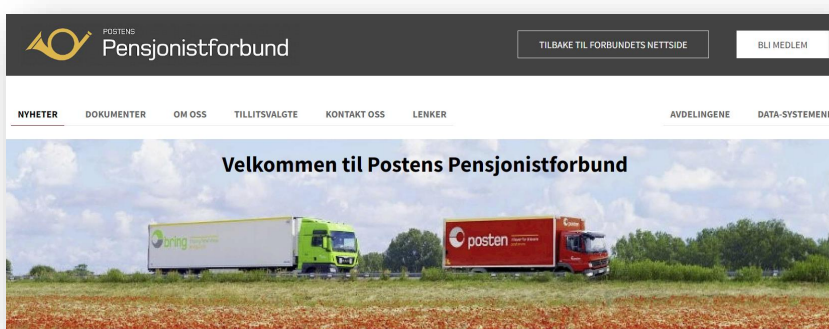 POSTENS
Pensjonistforbund
TILBAKE TIL FORBUNDETS NETTSIDE
BLI MEDLEM
NYHETER DOKUMENTER OM OSS TILLITSVALGTE KONTAKT OSS LENKER AVDELINGENE DATA-SYSTEMENE
Velkommen til Postens Pensjonistforbund
bring
posten